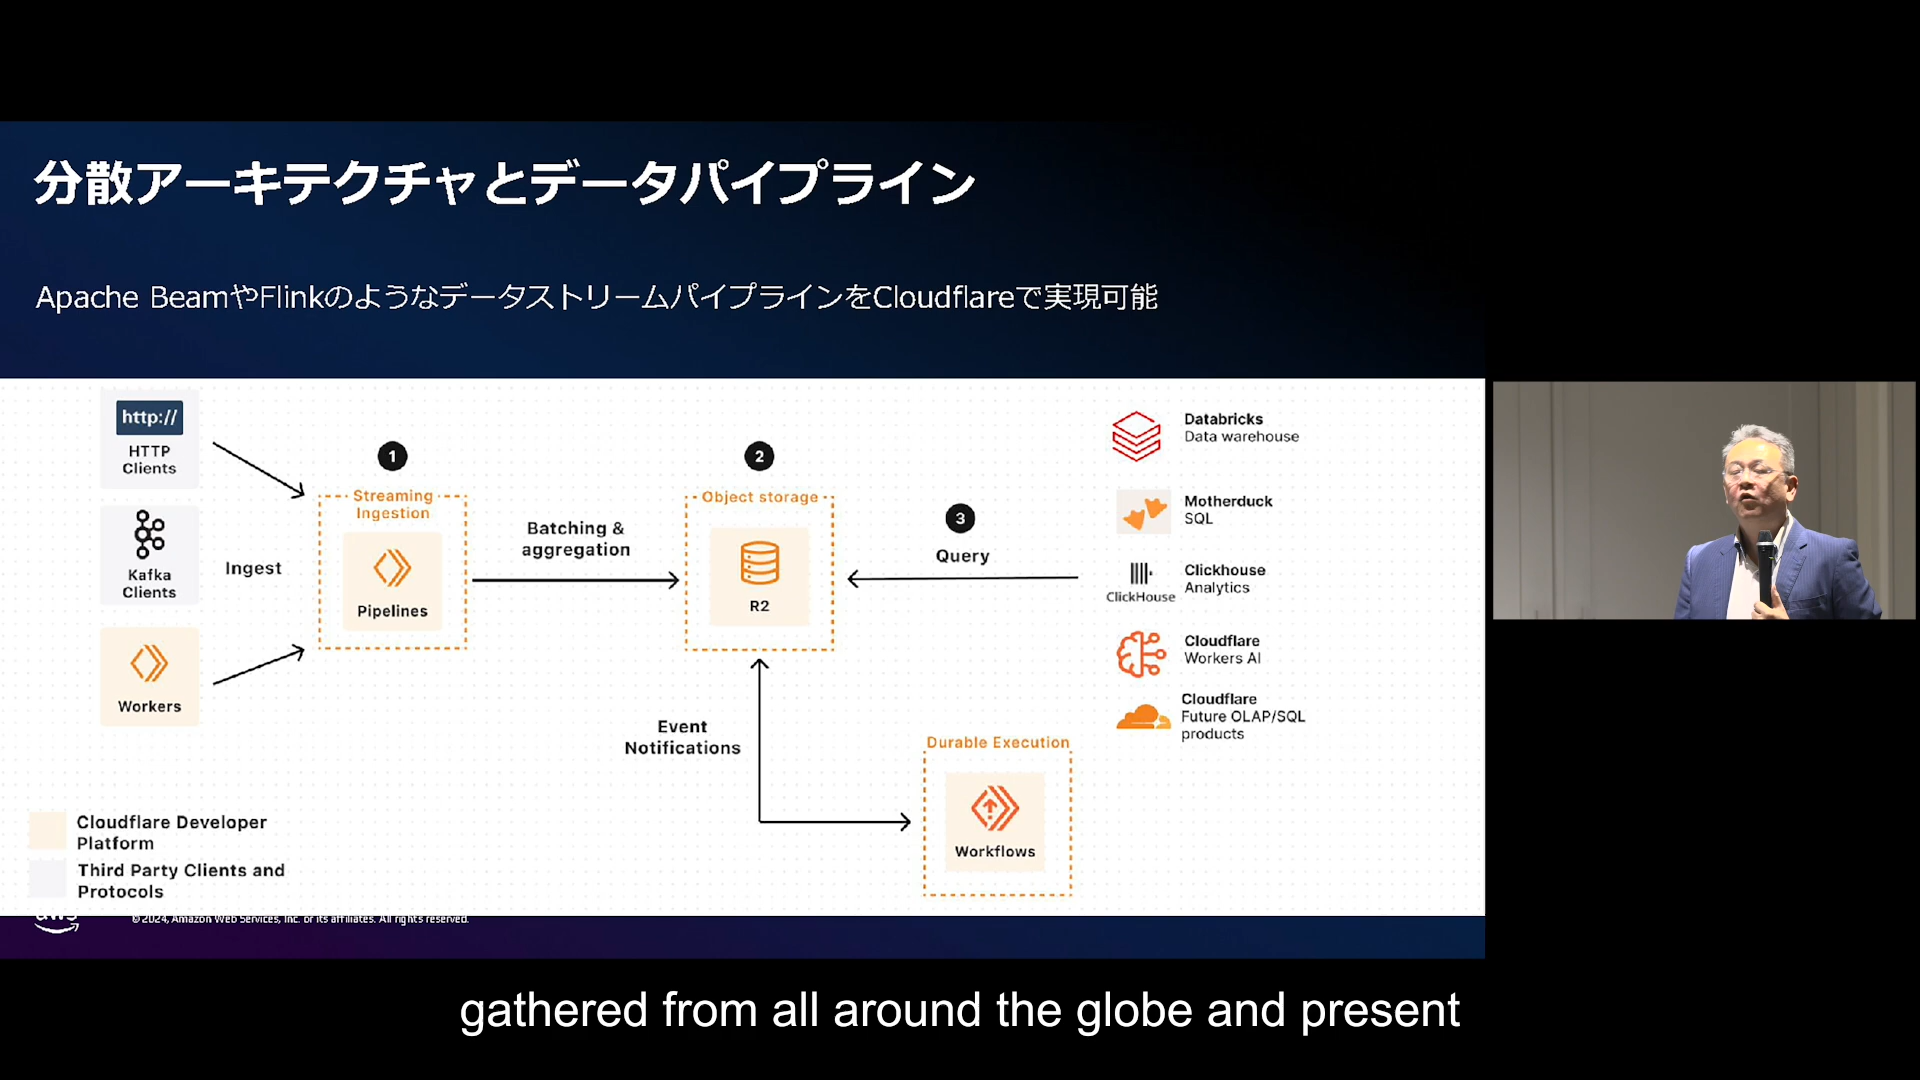 分散アーキテクチャとデータパイプライン
Apache BeamやFlinkのようなデータストリームパイプラインをCloudflareで実現可能
http://
HTTP
Clients
Kafka
Clients
Workers
Ingest
1
Streaming
Ingestion
Pipelines
Batching &
aggregation
2
Object storage
R2
3
Query
Event
Notifications
Durable Execution
Workflows
Databricks
Data warehouse
Motherduck
SQL
ClickHouse
Clickhouse
Analytics
Cloudflare
Workers AI
Cloudflare
Future OLAP/SQL
products
Cloudflare Developer
Platform
Third Party Clients and
Protocols
aws
© 2024, Amazon Web Services, Inc. or its affiliates. All rights reserved.
gathered from all around the globe and present